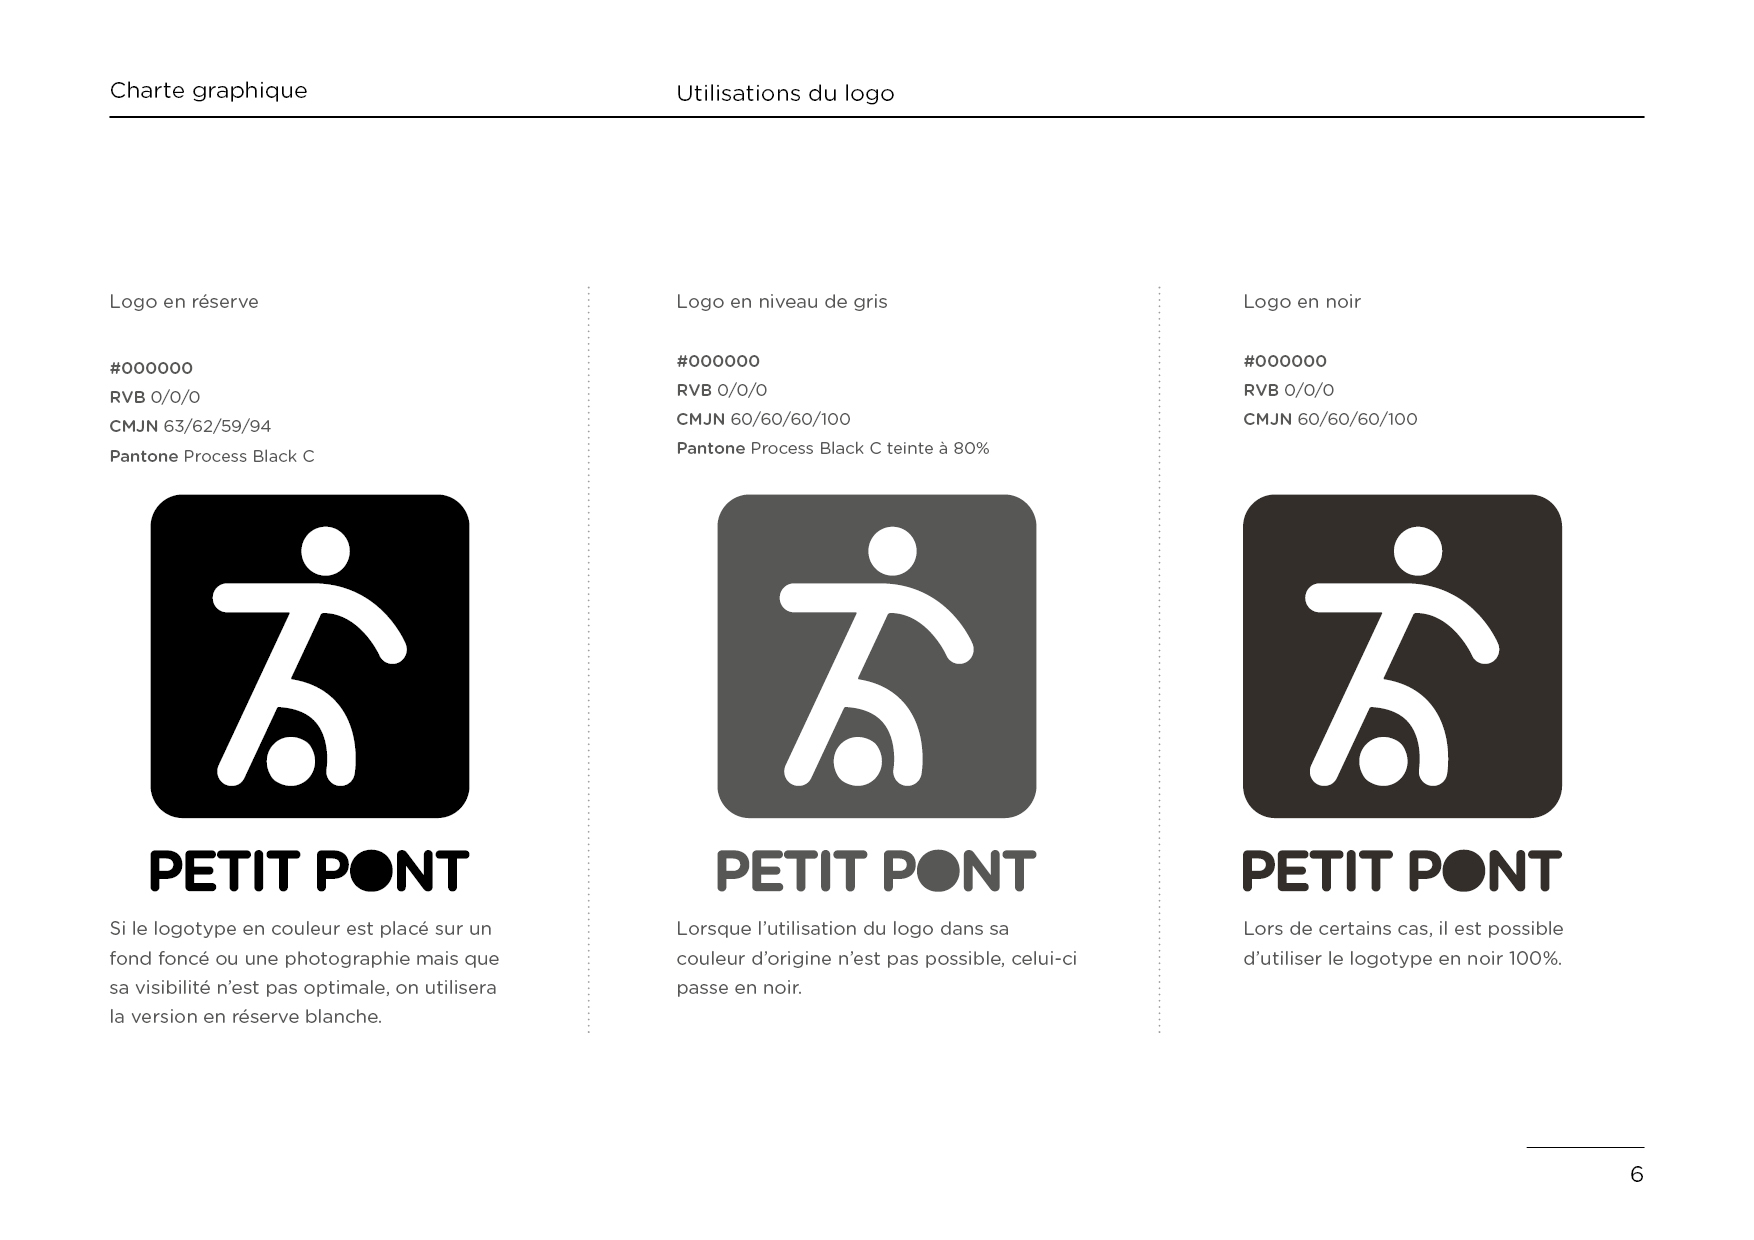 Charte graphique
Utilisations du logo
Logo en réserve
#000000
RVB 0/0/0
CMJN 63/62/59/94
Pantone Process Black C
PETIT PONT
Si le logotype en couleur est placé sur un
fond foncé ou une photographie mais que
sa visibilité n’est pas optimale, on utilisera
la version en réserve blanche.
Logo en niveau de gris
#000000
RVB 0/0/0
CMJN 60/60/60/100
Pantone Process Black C teinte à 80%
PETIT PONT
Lorsque l’utilisation du logo dans sa
couleur d’origine n’est pas possible, celui-ci
passe en noir.
Logo en noir
#000000
RVB 0/0/0
CMJN 60/60/60/100
PETIT PONT
Lors de certains cas, il est possible
d’utiliser le logotype en noir 100%.
6